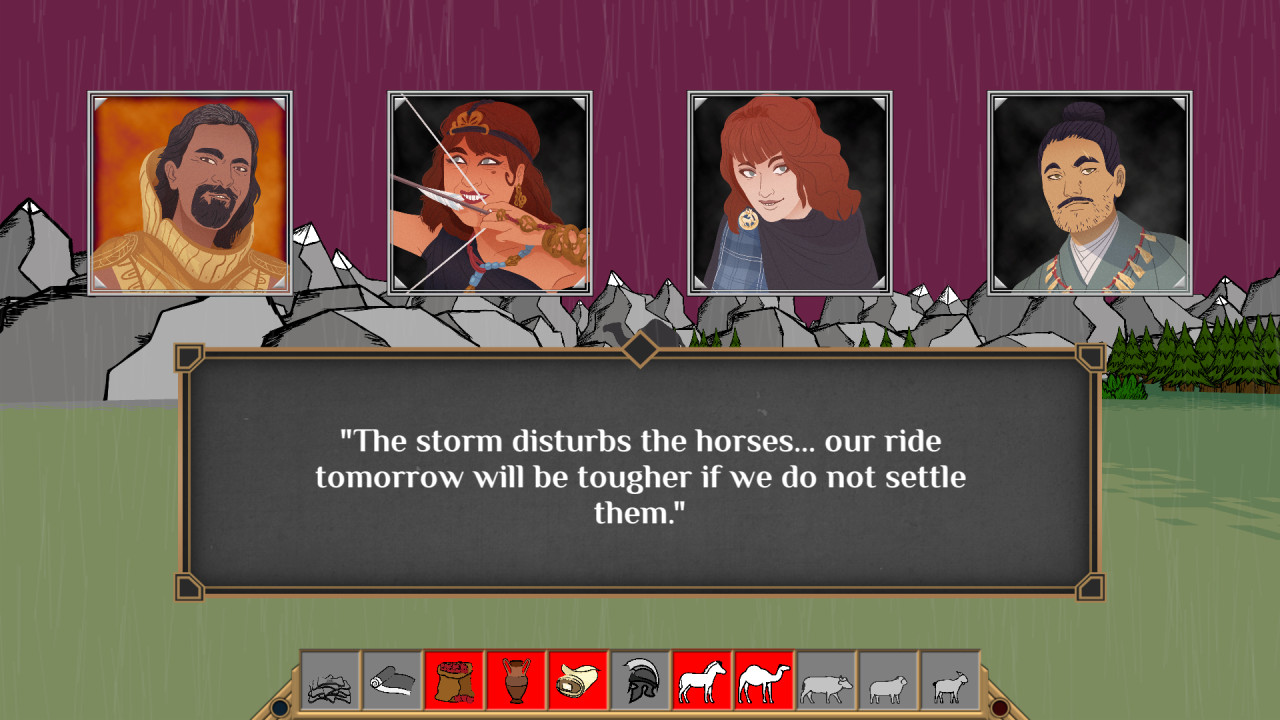 "The storm disturbs the horses... our ride
tomorrow will be tougher if we do not settle
them."